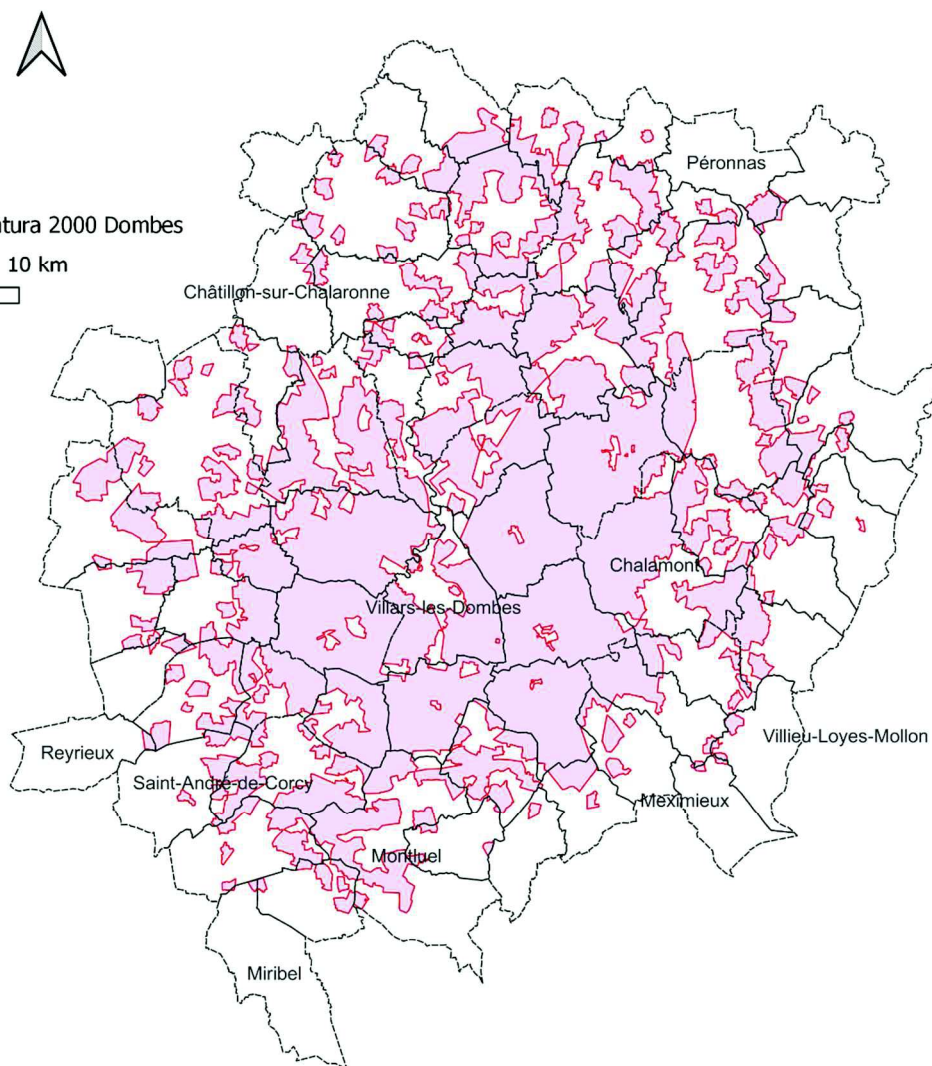 Péronnas
tura 2000 Dombes
10 km
Châtillon-sur-Chalaronne
Chalamont
Villars-les-Dombes
Reyrieux
Villieu-Loyes-Mollon
Saint-André-de-Corcy
Meximieux
Montluel
Miribel